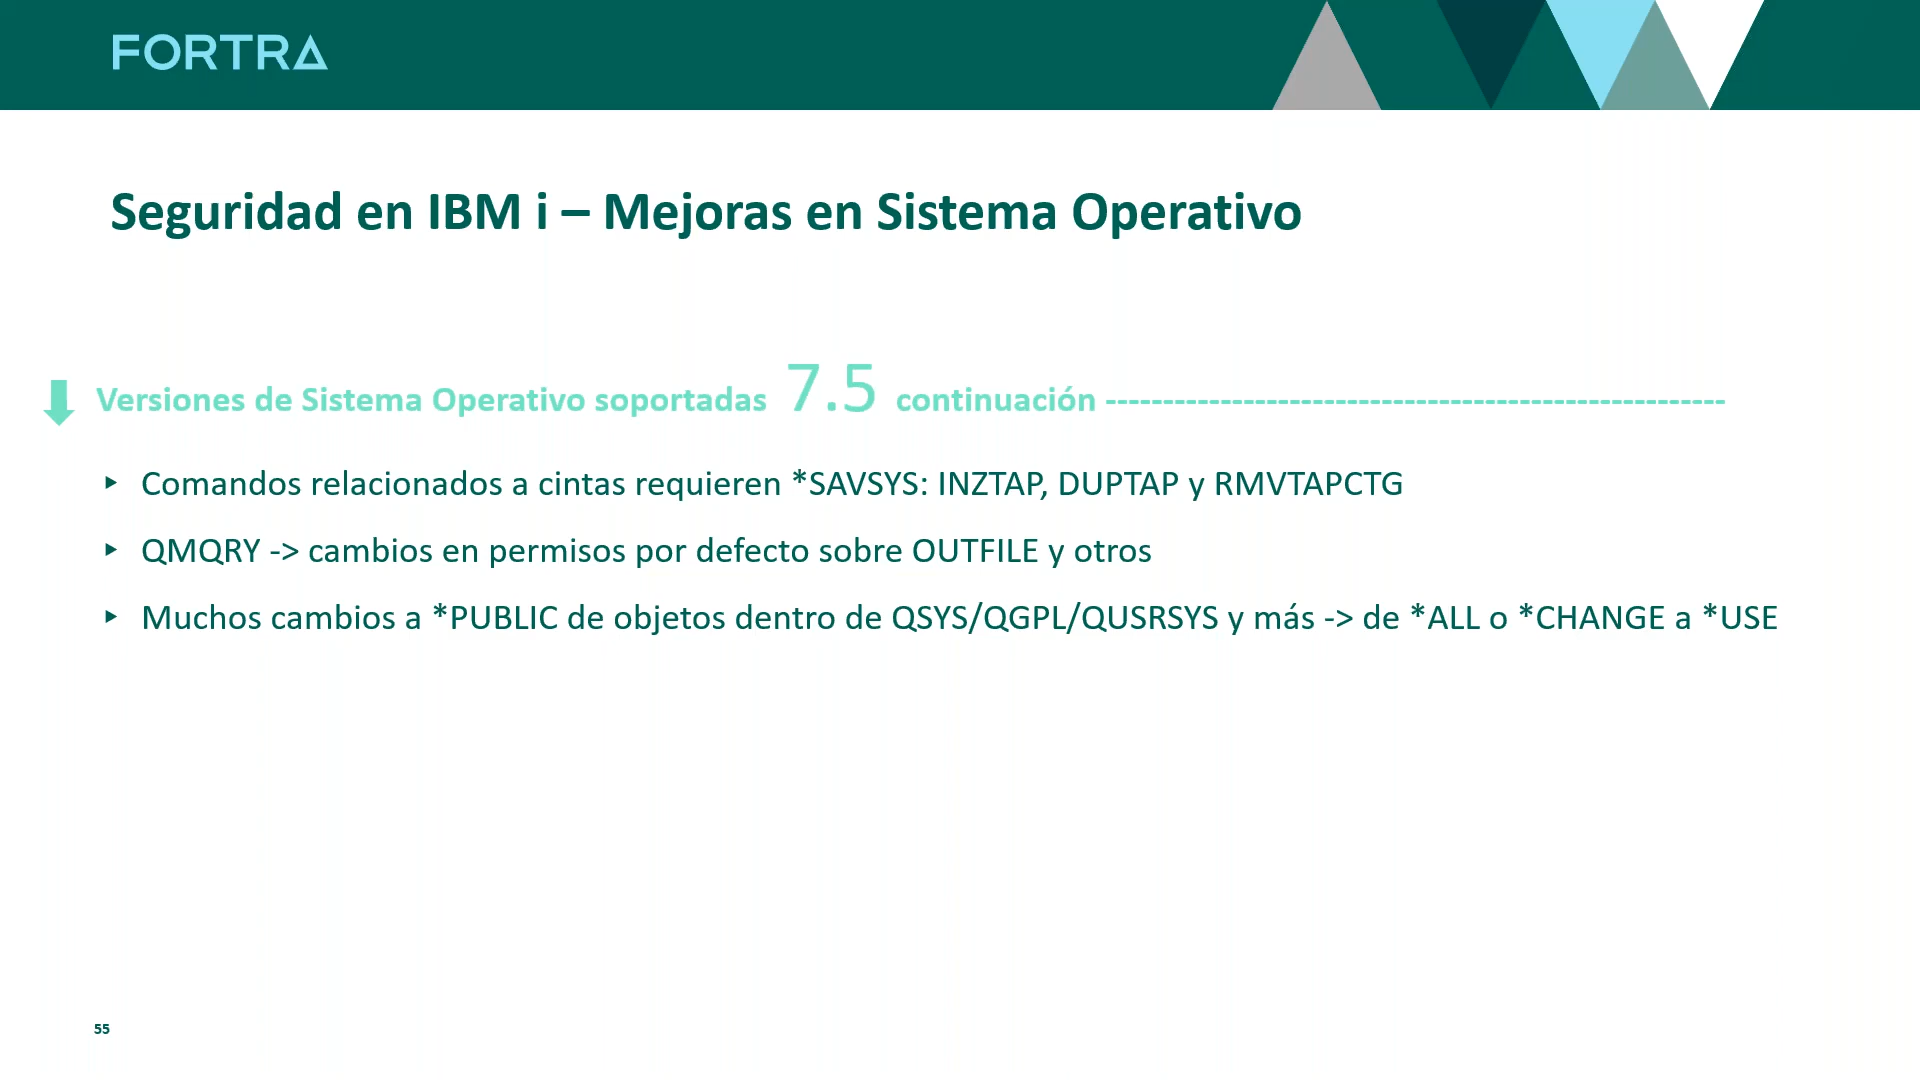 FORTRA
Seguridad en IBM i – Mejoras en Sistema Operativo
Versiones de Sistema Operativo soportadas 7.5 continuación ------------------------------------------------------
‣ Comandos relacionados a cintas requieren *SAVSYS: INZTAP, DUPTAP y RMVTAPCTG
‣ QMQRY -> cambios en permisos por defecto sobre OUTFILE y otros
‣ Muchos cambios a *PUBLIC de objetos dentro de QSYS/QGPL/QUSRSYS y más -> de *ALL o *CHANGE a *USE
55